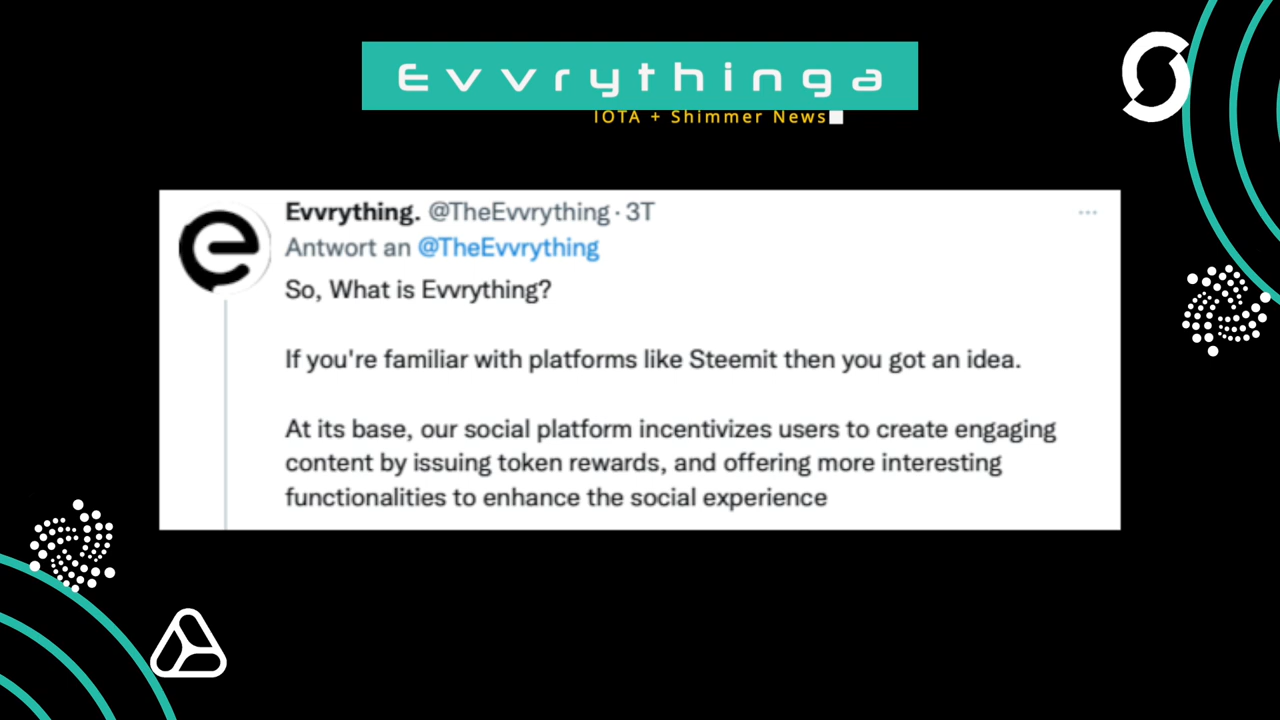 Evvrythinga
IOTA + Shimmer News
Evvrything. @TheEvvrything · 3T
Antwort an @TheEvvrything
So, What is Evvrything?
If you're familiar with platforms like Steemit then you got an idea.
At its base, our social platform incentivizes users to create engaging
content by issuing token rewards, and offering more interesting
functionalities to enhance the social experience